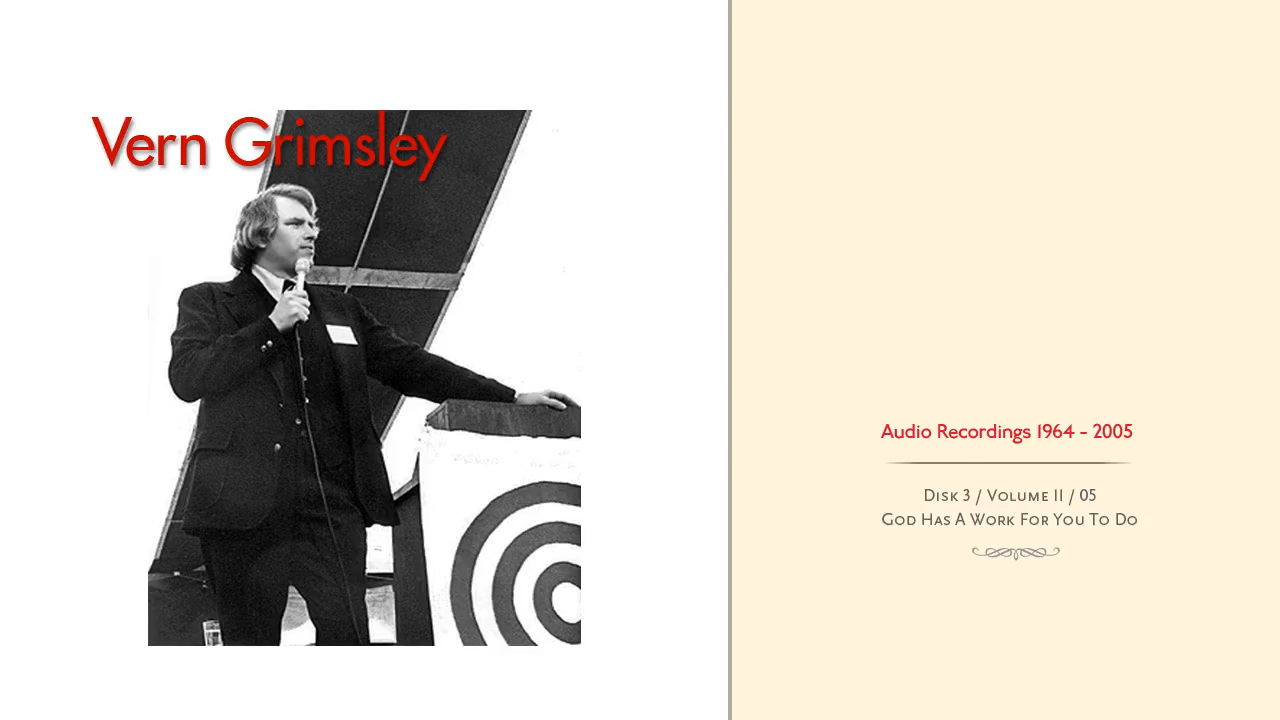 Vern Grimsley
Audio Recordings 1964 - 2005
Disk 3 / Volume II / 05
God Has A Work For You To Do